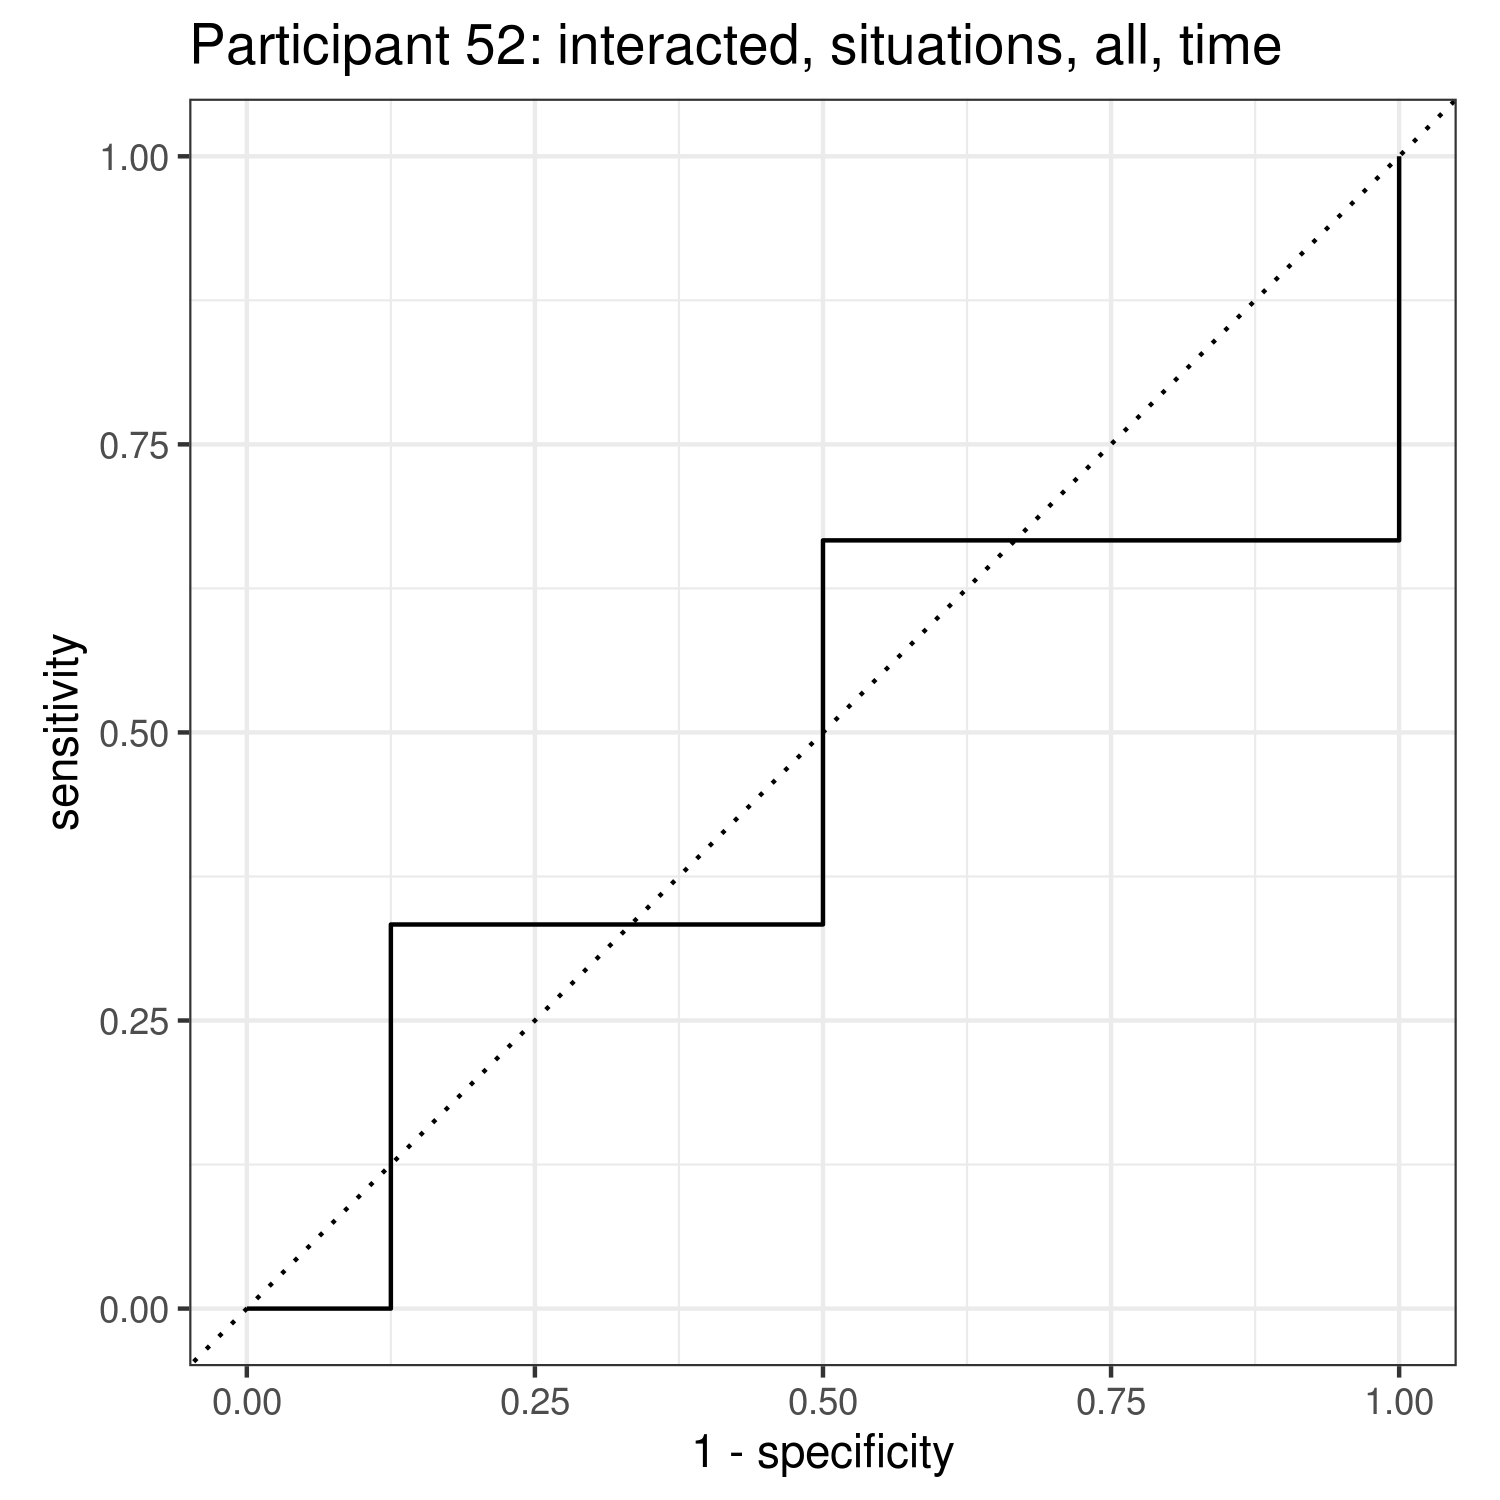 Participant 52: interacted, situations, all, time
1.00
0.75
0.50
0.25
0.00
sensitivity
0.00 0.25 0.50 0.75 1.00
1 - specificity